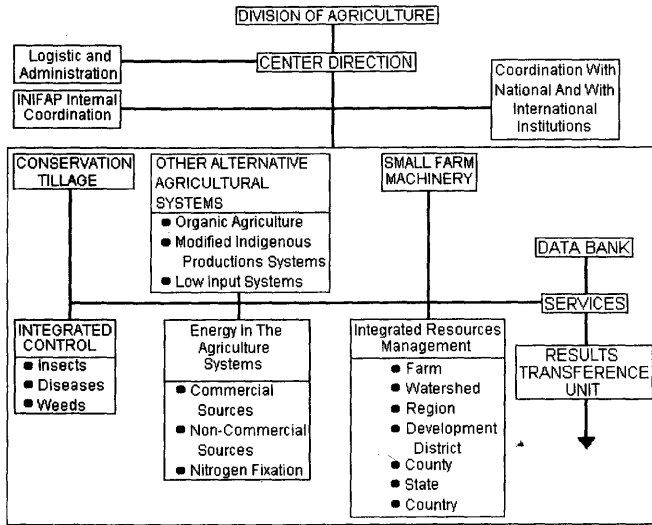 DIVISION OF AGRICULTURE
Logistic and
Administration
CENTER DIRECTION
INIFAP Internal
Coordination
Coordination With
National And With
International
Institutions
CONSERVATION
TILLAGE
OTHER ALTERNATIVE
AGRICULTURAL
SYSTEMS
Organic Agriculture
Modified Indigenous
Productions Systems
Low Input Systems
SMALL FARM
MACHINERY
DATA BANK
SERVICES
INTEGRATED
CONTROL
Insects
Diseases
Weeds
Energy In The
Agriculture
Systems
Commercial
Sources
Non-Commercial
Sources
Nitrogen Fixation
Integrated Resources
Management
Farm
Watershed
Region
Development
District
County
State
Country
RESULTS
TRANSFERENCE
UNIT